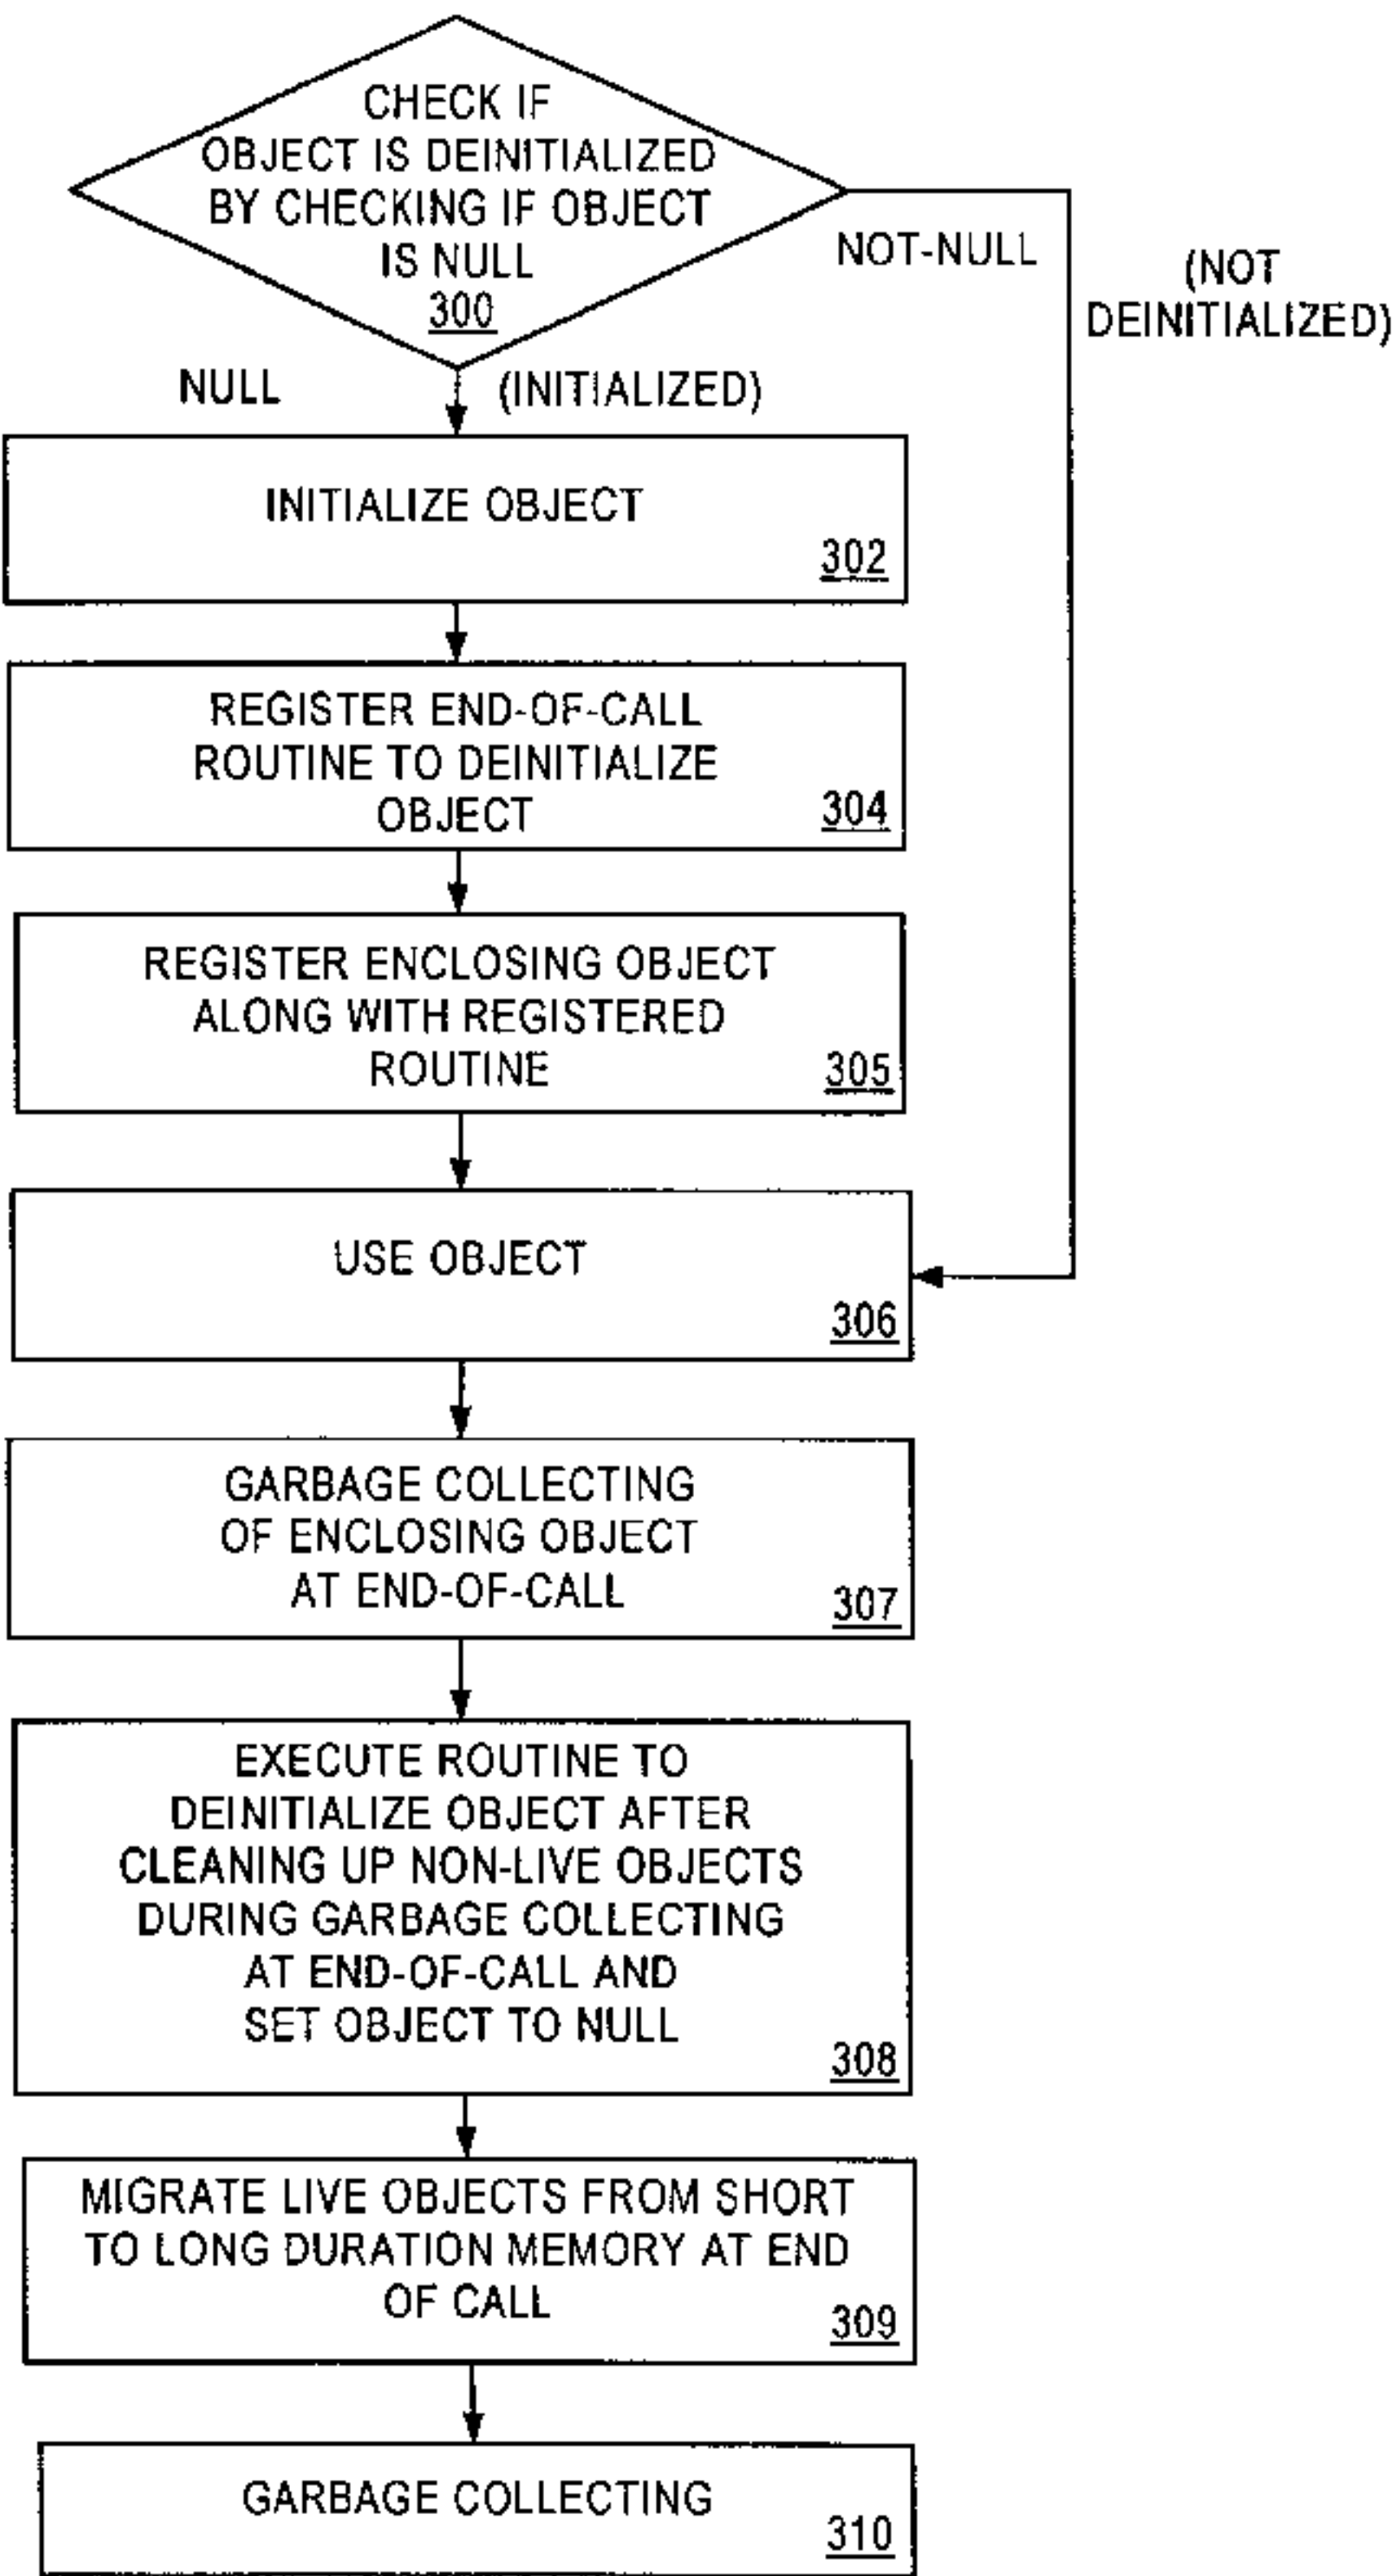 CHECK IF
OBJECT IS DEINITIALIZED
BY CHECKING IF OBJECT
IS NULL
300
NOT-NULL
(NOT
DEINITIALIZED)
NULL
(INITIALIZED)
INITIALIZE OBJECT
302
REGISTER END-OF-CALL
ROUTINE TO DEINITIALIZE
OBJECT
304
REGISTER ENCLOSING OBJECT
ALONG WITH REGISTERED
ROUTINE
305
USE OBJECT
306
GARBAGE COLLECTING
OF ENCLOSING OBJECT
AT END-OF-CALL
307
EXECUTE ROUTINE TO
DEINITIALIZE OBJECT AFTER
CLEANING UP NON-LIVE OBJECTS
DURING GARBAGE COLLECTING
AT END-OF-CALL AND
SET OBJECT TO NULL
308
MIGRATE LIVE OBJECTS FROM SHORT
TO LONG DURATION MEMORY AT END
OF CALL
309
GARBAGE COLLECTING
310